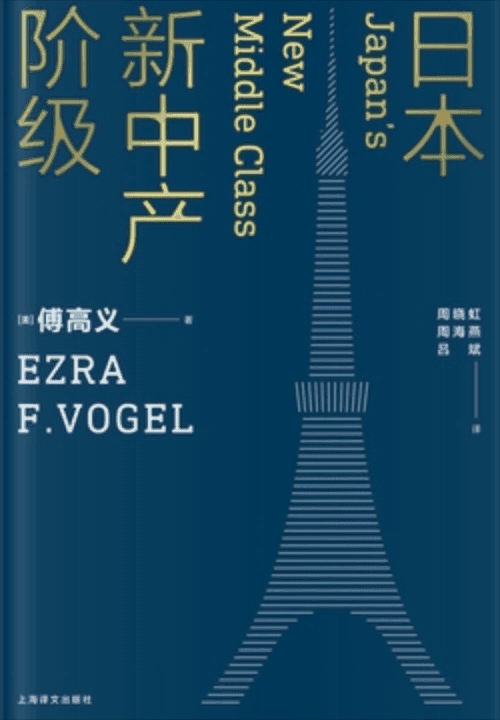 日本
Japan's
New
Middle Class
新中产
阶级
[美] 傅高义 著
EZRA
F.VOGEL
周晓虹
周海燕
吕 斌
译
上海译文出版社